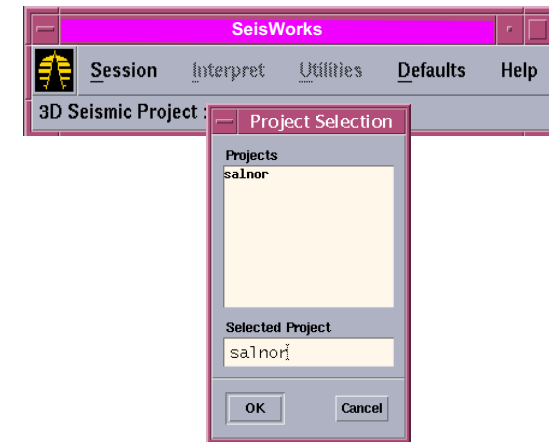 SeisWorks
Session Interpret Utilities Defaults Help
3D Seismic Project :
Project Selection
Projects
salnor
Selected Project
salnor
OK Cancel